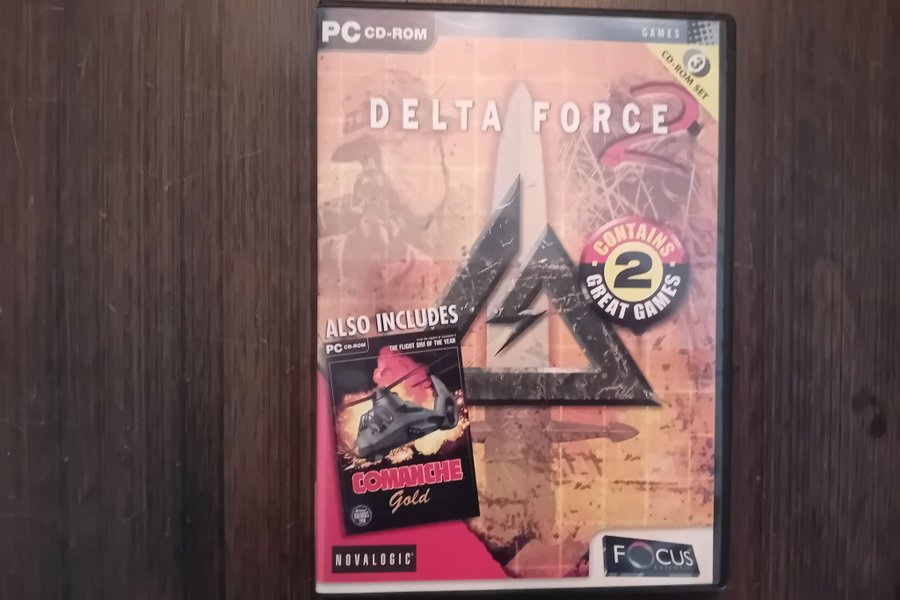 PC CD-ROM
GAMES
3
CD-ROM SET
DELTA FORCE 2
CONTAINS
2
GREAT GAMES
ALSO INCLUDES
PC CD-ROM
THE FLIGHT SIM OF THE YEAR
COMANCHE
Gold
NOVALOGIC
FOCUS